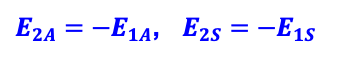 E₂A = −E₁A, E₂S = −E₁S